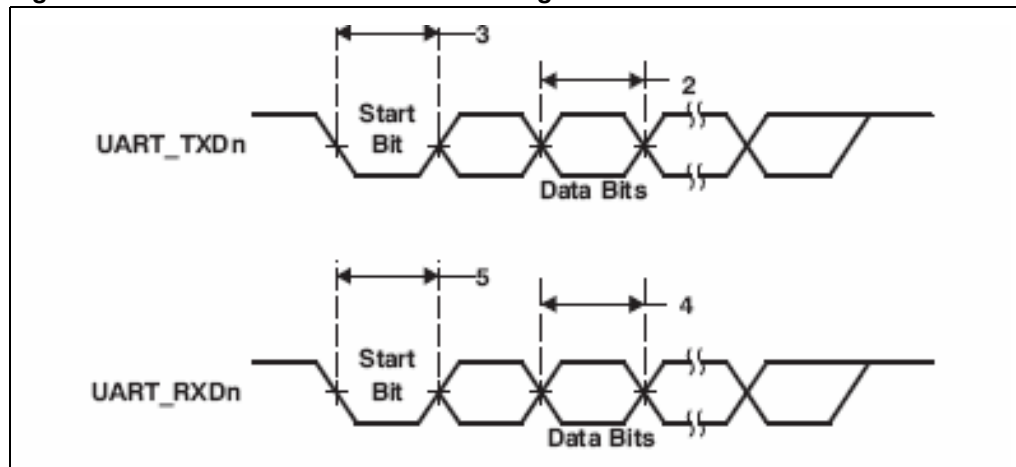 3
2
Start
Bit
UART_TXDn
Data Bits
5
4
Start
Bit
UART_RXDn
Data Bits